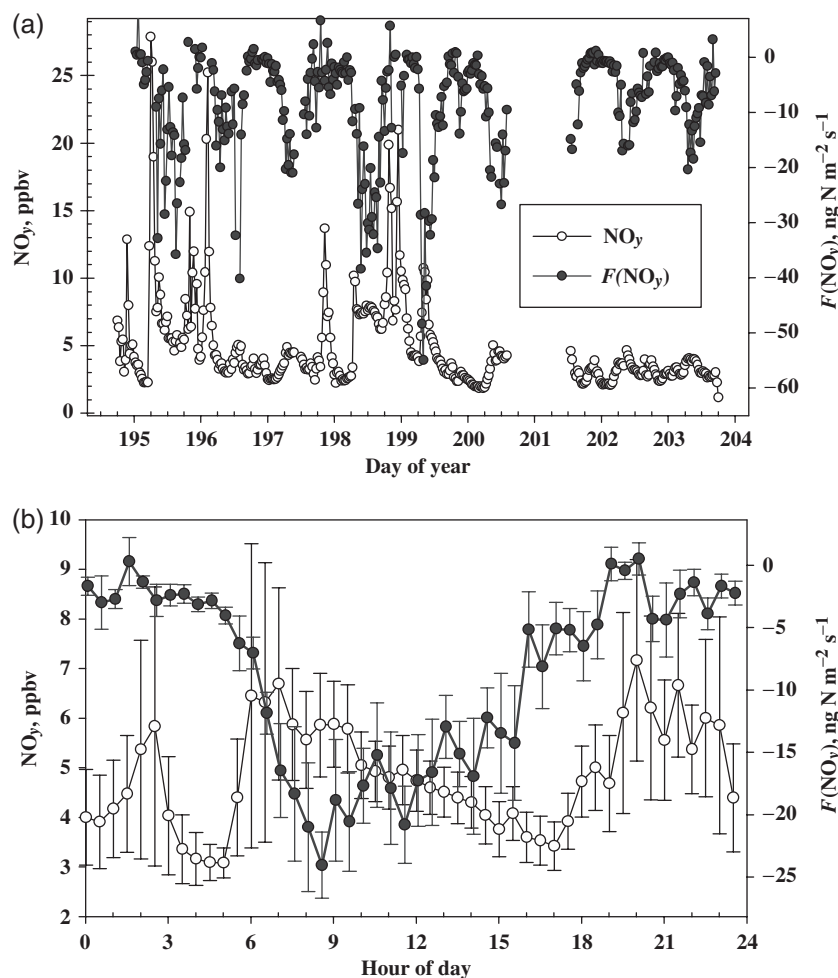 (a)
25
20
15
10
5
0
NOy, ppbv
0
−10
−20
−30
−40
−50
−60
F(NOy), ng N m−2 s−1
NOy
F(NOy)
195 196 197 198 199 200 201 202 203 204
Day of year
(b)
10
9
8
7
6
5
4
3
2
NOy, ppbv
0
−5
−10
−15
−20
−25
F(NOy), ng N m−2 s−1
0 3 6 9 12 15 18 21 24
Hour of day